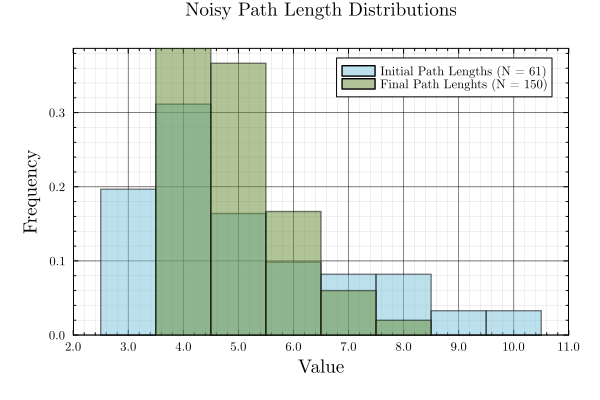 Noisy Path Length Distributions
Initial Path Lengths (N = 61)
Final Path Lenghts (N = 150)
Frequency
0.3
0.2
0.1
0.0
2.0 3.0 4.0 5.0 6.0 7.0 8.0 9.0 10.0 11.0
Value